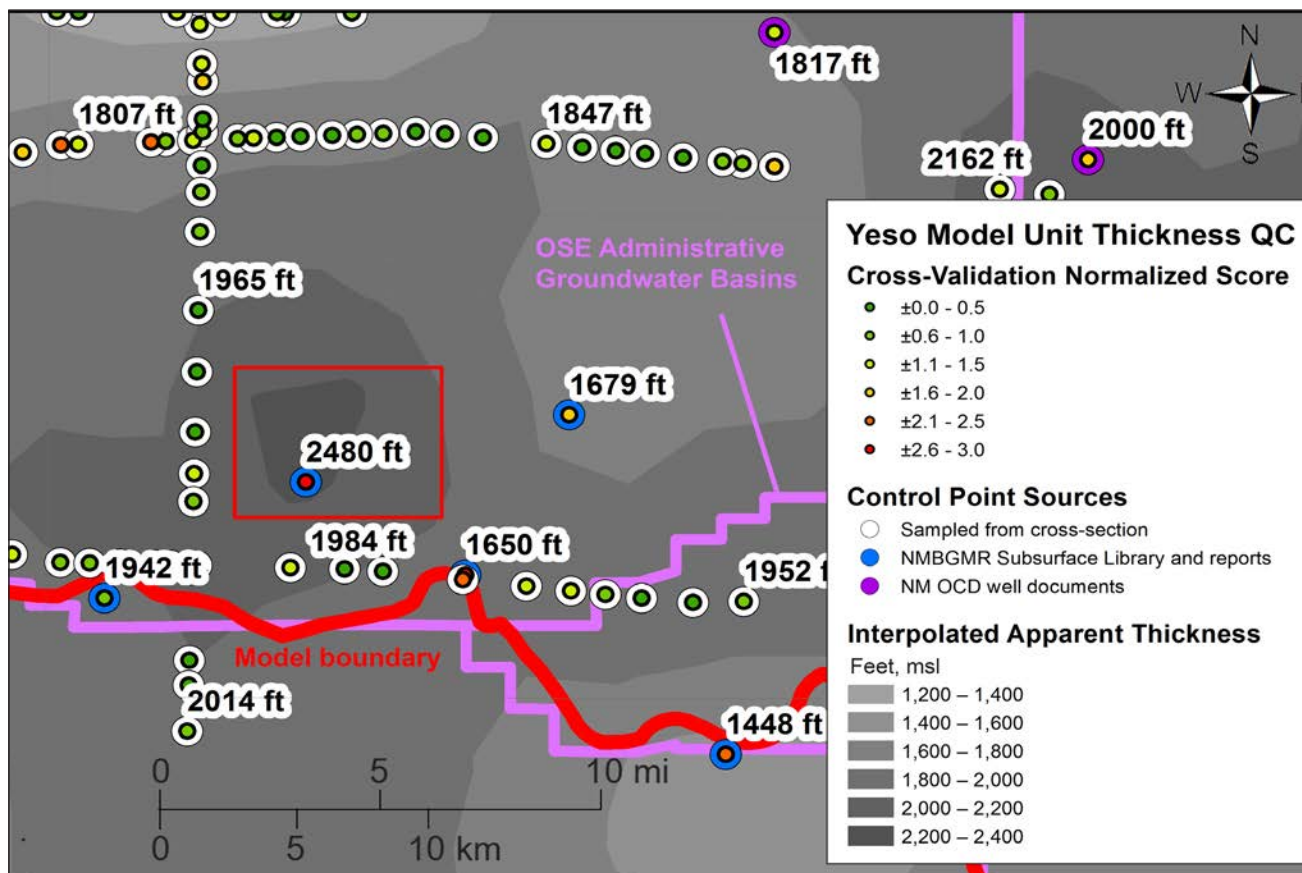 1817 ft
N
W
S
1807 ft
1847 ft
2000 ft
2162 ft
OSE Administrative
Groundwater Basins
1965 ft
1679 ft
2480 ft
1984 ft
1650 ft
1942 ft
1952 f
Model boundary
2014 ft
1448 ft
0 5 10 mi
0 5 10 km
Yeso Model Unit Thickness QC
Cross-Validation Normalized Score
±0.0 - 0.5
±0.6 - 1.0
±1.1 - 1.5
±1.6 - 2.0
±2.1 - 2.5
±2.6 - 3.0
Control Point Sources
Sampled from cross-section
NMBGMR Subsurface Library and reports
NM OCD well documents
Interpolated Apparent Thickness
Feet, msl
1,200 – 1,400
1,400 – 1,600
1,600 – 1,800
1,800 – 2,000
2,000 – 2,200
2,200 – 2,400